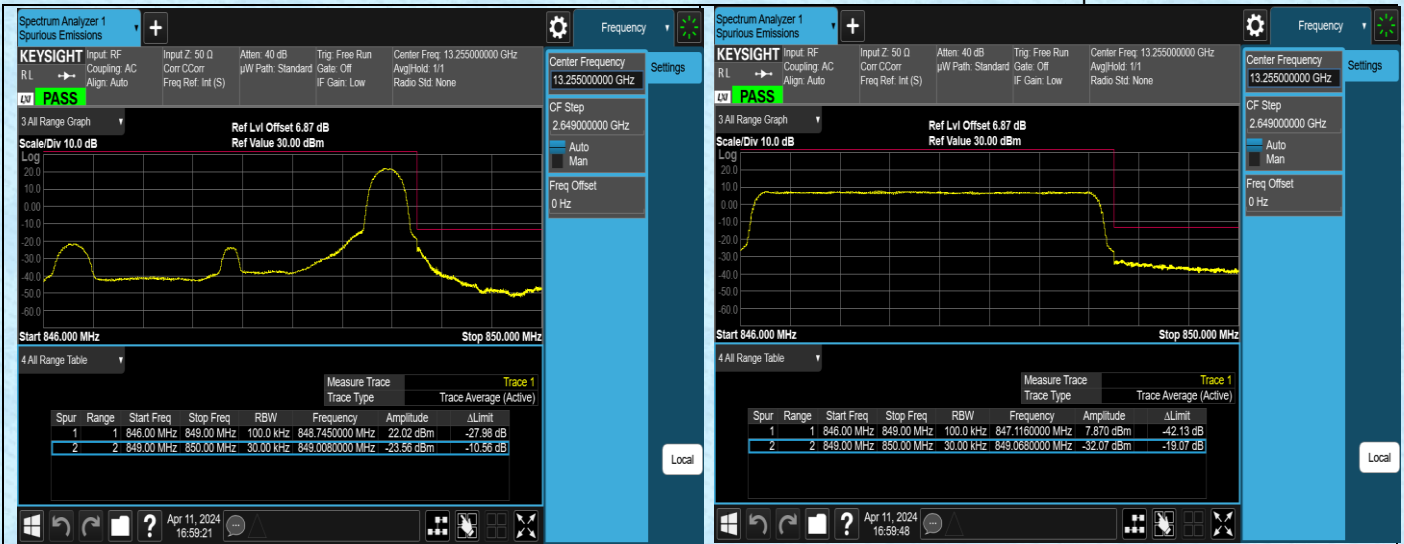 Spectrum Analyzer 1
Spurious Emissions
+
Frequency
KEYSIGHT
RL
LXI
PASS
Input: RF
Coupling: AC
Align: Auto
Input Z: 50 Ω
Corr CCorr
Freq Ref: Int (S)
Atten: 40 dB
µW Path: Standard
Trig: Free Run
Gate: Off
IF Gain: Low
Center Freq: 13.255000000 GHz
Avg|Hold: 1/1
Radio Std: None
Center Frequency
13.255000000 GHz
Settings
CF Step
2.649000000 GHz
Auto
Man
Freq Offset
0 Hz
3 All Range Graph
Ref Lvl Offset 6.87 dB
Scale/Div 10.0 dB
Ref Value 30.00 dBm
Log
20.0
10.0
0.00
-10.0
-20.0
-30.0
-40.0
-50.0
-60.0
Start 846.000 MHz
Stop 850.000 MHz
4 All Range Table
Measure Trace Trace 1
Trace Type Trace Average (Active)
Spur Range Start Freq Stop Freq RBW Frequency Amplitude ΔLimit
1 1 846.00 MHz 849.00 MHz 100.0 kHz 848.7450000 MHz 22.02 dBm -27.98 dB
2 2 849.00 MHz 850.00 MHz 30.00 kHz 849.0080000 MHz -23.56 dBm -10.56 dB
Local
?
Apr 11, 2024
16:59:21
Spectrum Analyzer 1
Spurious Emissions
+
Frequency
KEYSIGHT
RL
LXI
PASS
Input: RF
Coupling: AC
Align: Auto
Input Z: 50 Ω
Corr CCorr
Freq Ref: Int (S)
Atten: 40 dB
µW Path: Standard
Trig: Free Run
Gate: Off
IF Gain: Low
Center Freq: 13.255000000 GHz
Avg|Hold: 1/1
Radio Std: None
Center Frequency
13.255000000 GHz
Settings
CF Step
2.649000000 GHz
Auto
Man
Freq Offset
0 Hz
3 All Range Graph
Ref Lvl Offset 6.87 dB
Scale/Div 10.0 dB
Ref Value 30.00 dBm
Log
20.0
10.0
0.00
-10.0
-20.0
-30.0
-40.0
-50.0
-60.0
Start 846.000 MHz
Stop 850.000 MHz
4 All Range Table
Measure Trace Trace 1
Trace Type Trace Average (Active)
Spur Range Start Freq Stop Freq RBW Frequency Amplitude ΔLimit
1 1 846.00 MHz 849.00 MHz 100.0 kHz 847.1160000 MHz 7.870 dBm -42.13 dB
2 2 849.00 MHz 850.00 MHz 30.00 kHz 849.0680000 MHz -32.07 dBm -19.07 dB
Local
?
Apr 11, 2024
16:59:48